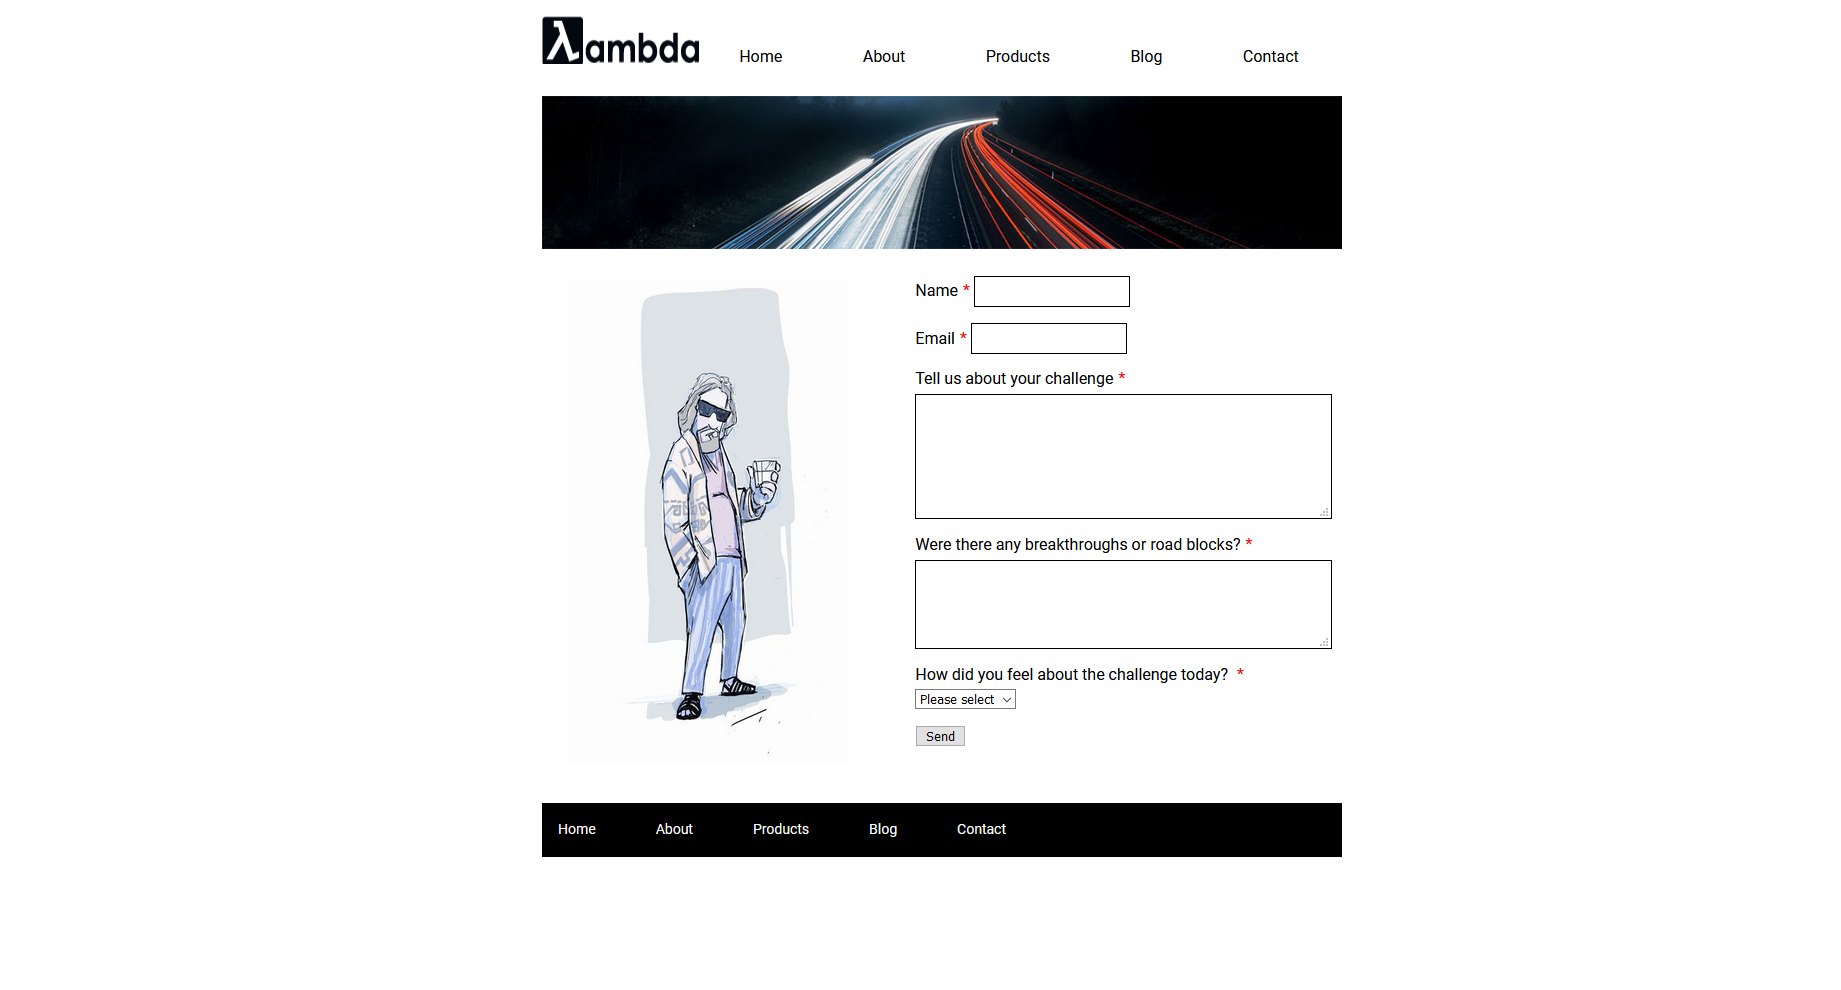 λambda
Home About Products Blog Contact
Name *
Email *
Tell us about your challenge *
Were there any breakthroughs or road blocks? *
How did you feel about the challenge today? *
Please select
Send
Home About Products Blog Contact